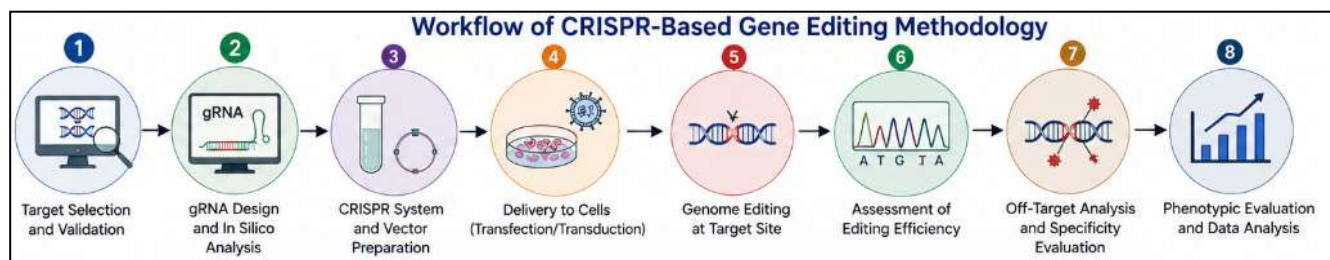 Workflow of CRISPR-Based Gene Editing Methodology
1
2
3
4
5
6
7
8
gRNA
A T G I A
Target Selection
and Validation
gRNA Design
and In Silico
Analysis
CRISPR System
and Vector
Preparation
Delivery to Cells
(Transfection/Transduction)
Genome Editing
at Target Site
Assessment of
Editing Efficiency
Off-Target Analysis
and Specificity
Evaluation
Phenotypic Evaluation
and Data Analysis